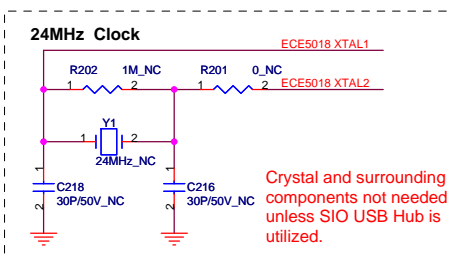 24MHz Clock
ECE5018 XTAL1
R202 1M_NC R201 0_NC
1 2 1 2 ECE5018 XTAL2
Y1
1 2
24MHz_NC
1 1
C218 C216
30P/50V_NC 30P/50V_NC
2 2
Crystal and surrounding
components not needed
unless SIO USB Hub is
utilized.